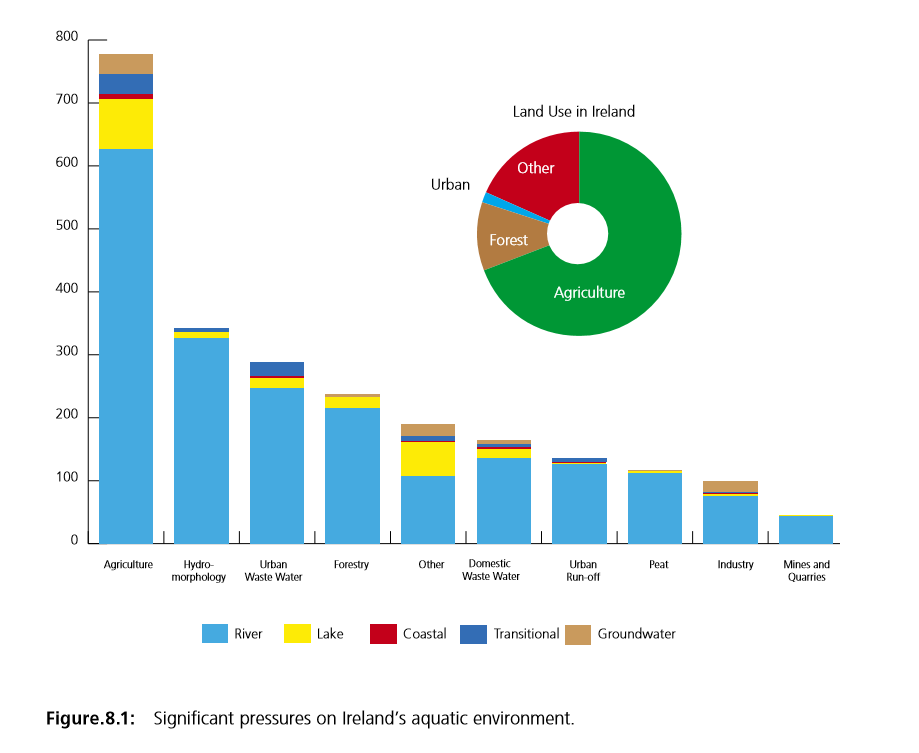 800
700
600
500
400
300
200
100
0
Land Use in Ireland
Other
Urban
Forest
Agriculture
Agriculture
Hydro-
morphology
Urban
Waste Water
Forestry
Other
Domestic
Waste Water
Urban
Run-off
Peat
Industry
Mines and
Quarries
River
Lake
Coastal
Transitional
Groundwater
Figure.8.1: Significant pressures on Ireland’s aquatic environment.